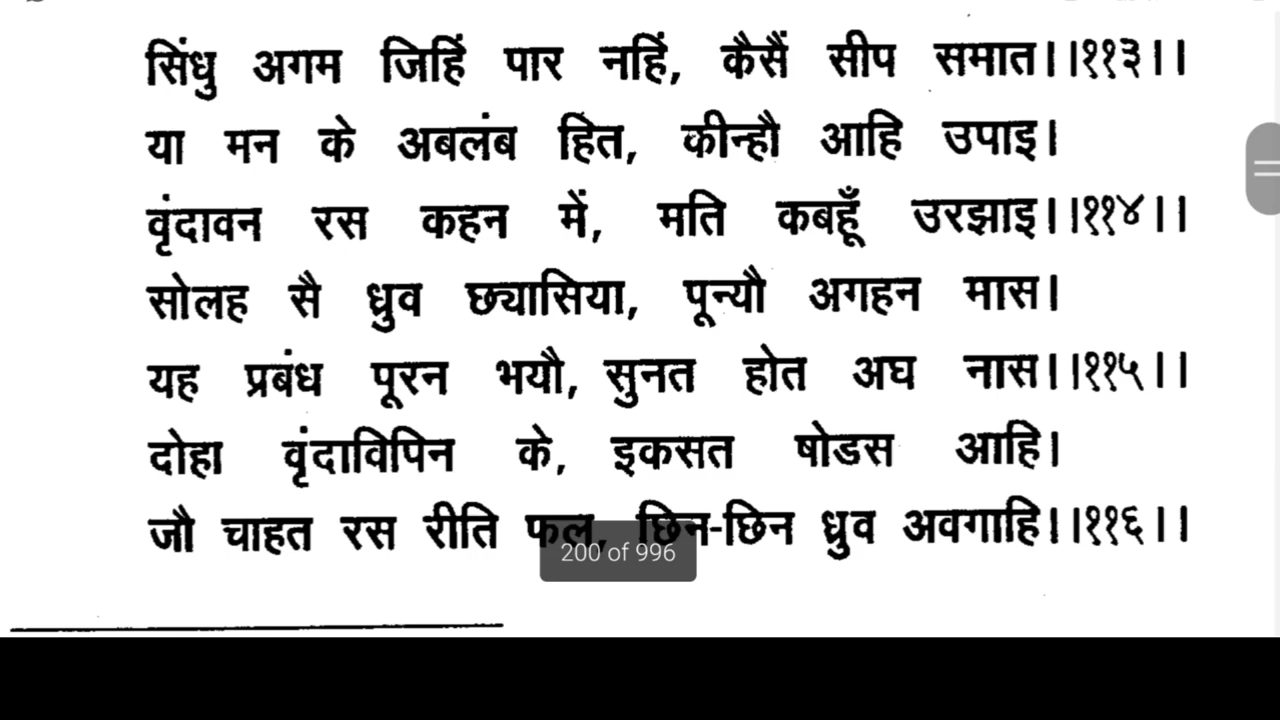 सिंधु अगम जिहिं पार नहिं, कैसैं सीप समात।।११३।।
या मन के अबलंब हित, कीन्हौ आहि उपाइ।
वृंदावन रस कहन में, मति कबहूँ उरझाइ।।११४।।
सोलह सै ध्रुव छ्यासिया, पून्यौ अगहन मास।
यह प्रबंध पूरन भयौ, सुनत होत अघ नास।।११५।।
दोहा वृंदाविपिन के, इकसत षोडस आहि।
जौ चाहत रस रीति फल, छिन-छिन ध्रुव अवगाहि।।११६।।
200 of 996